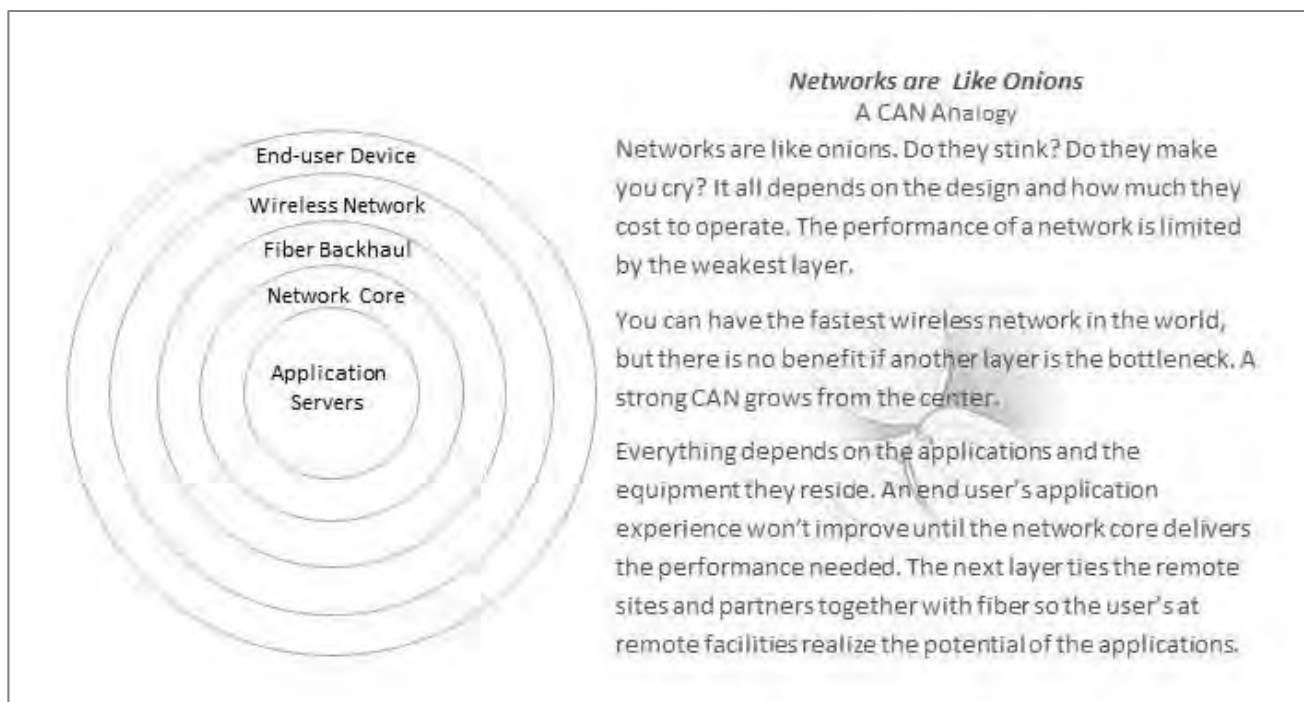 End-user Device
Wireless Network
Fiber Backhaul
Network Core
Application
Servers
Networks are Like Onions
A CAN Analogy
Networks are like onions. Do they stink? Do they make
you cry? It all depends on the design and how much they
cost to operate. The performance of a network is limited
by the weakest layer.
You can have the fastest wireless network in the world,
but there is no benefit if another layer is the bottleneck. A
strong CAN grows from the center.
Everything depends on the applications and the
equipment they reside. An end user's application
experience won't improve until the network core delivers
the performance needed. The next layer ties the remote
sites and partners together with fiber so the user's at
remote facilities realize the potential of the applications.